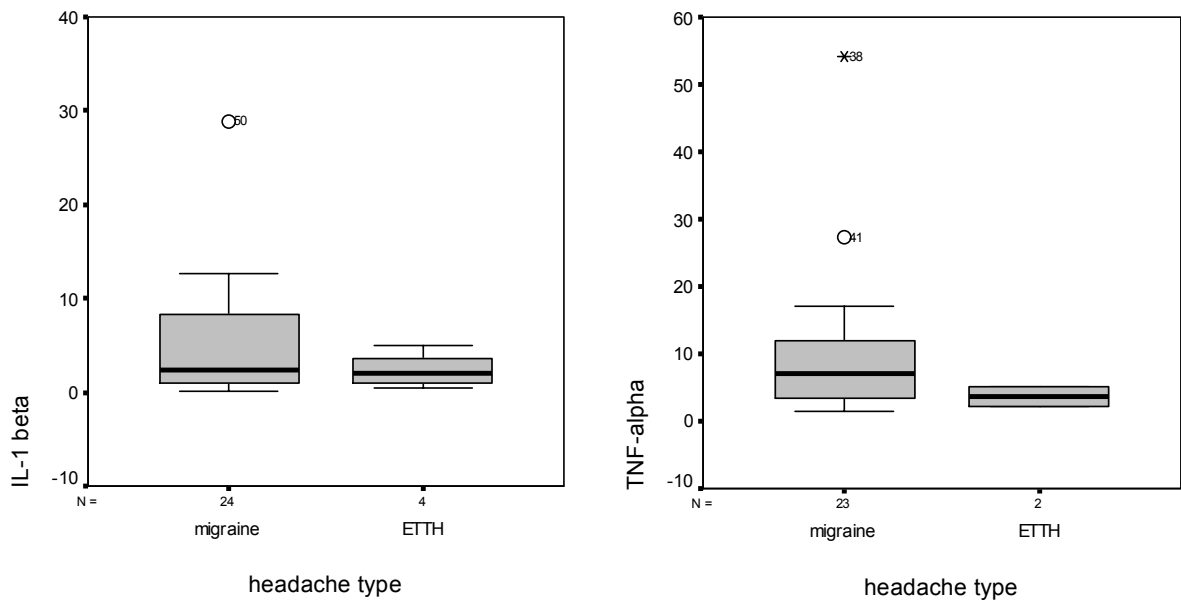 40
30
20
10
0
-10
IL-1 beta
50
N =
24
4
migraine
ETTH
headache type
60
50
40
30
20
10
0
-10
TNF-alpha
38
41
N =
23
2
migraine
ETTH
headache type